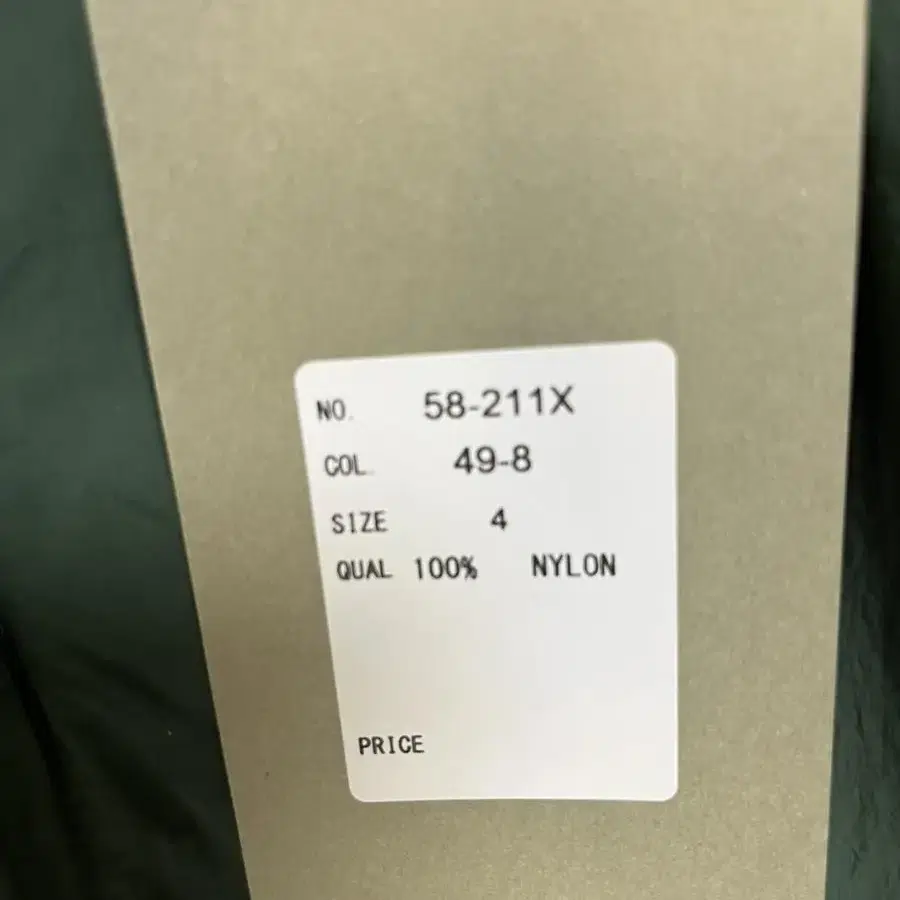 NO. 58-211X
COL. 49-8
SIZE 4
QUAL 100% NYLON
PRICE